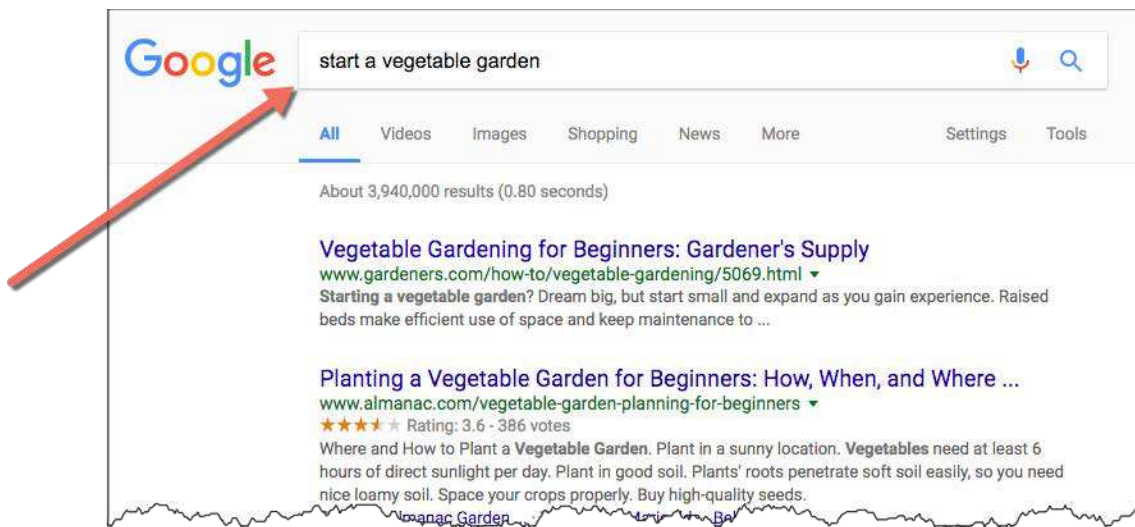 Google
start a vegetable garden
All Videos Images Shopping News More Settings Tools
About 3,940,000 results (0.80 seconds)
Vegetable Gardening for Beginners: Gardener's Supply
www.gardeners.com/how-to/vegetable-gardening/5069.html
Starting a vegetable garden? Dream big, but start small and expand as you gain experience. Raised
beds make efficient use of space and keep maintenance to ...
Planting a Vegetable Garden for Beginners: How, When, and Where ...
www.almanac.com/vegetable-garden-planning-for-beginners
Rating: 3.6 - 386 votes
Where and How to Plant a Vegetable Garden. Plant in a sunny location. Vegetables need at least 6
hours of direct sunlight per day. Plant in good soil. Plants' roots penetrate soft soil easily, so you need
nice loamy soil. Space your crops properly. Buy high-quality seeds.
Garden